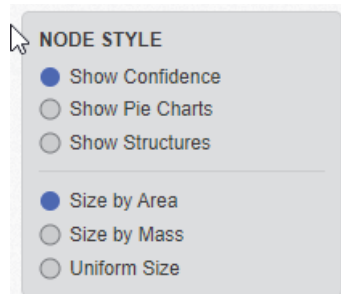 NODE STYLE
Show Confidence
Show Pie Charts
Show Structures
Size by Area
Size by Mass
Uniform Size